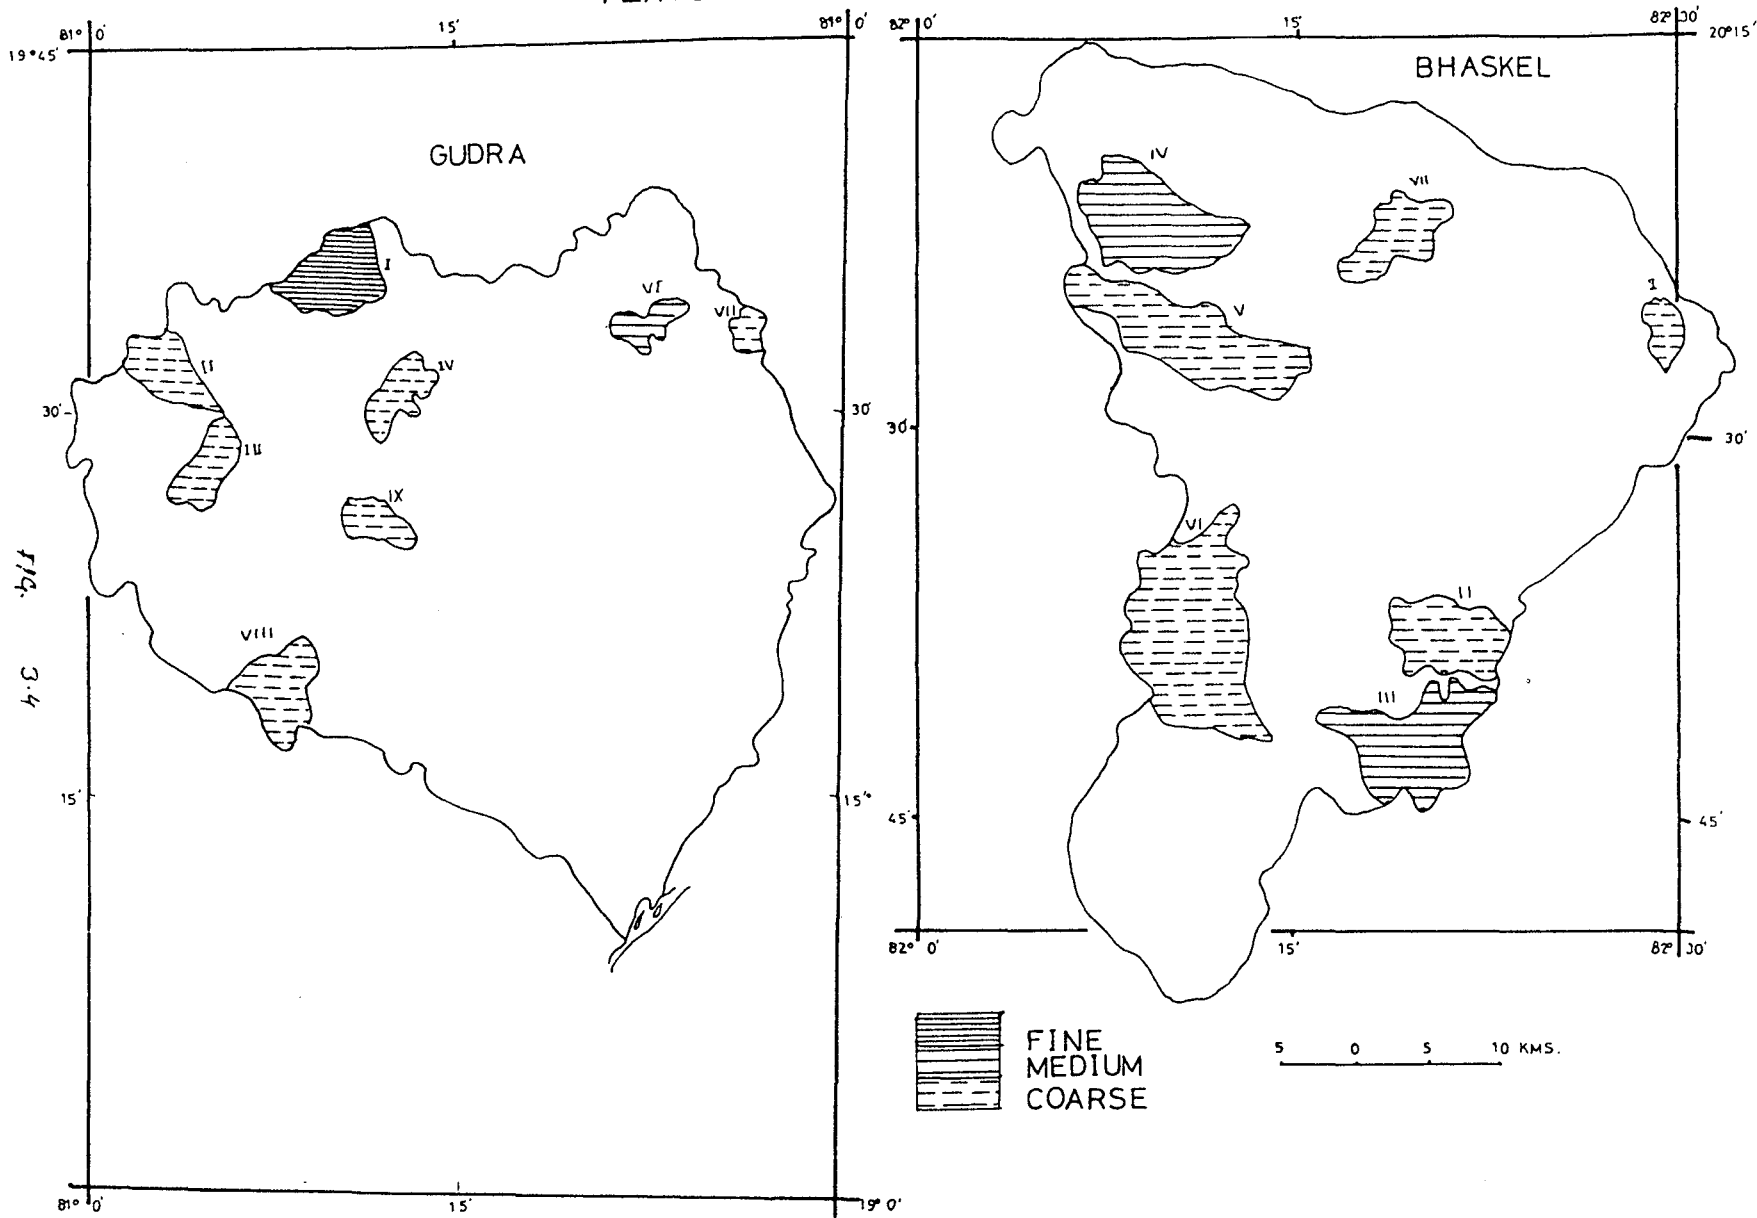 81° 0'
15'
81° 0'
19°45'
GUDRA
I
VI
VII
II
IV
30'
30'
III
IX
VIII
15'
15'
81° 0'
15'
19° 0'
FIG. 3.4
82° 0'
15'
82° 30'
20°15'
BHASKEL
IV
VII
I
V
30'
30'
VI
II
III
45'
45'
82° 0'
15'
82° 30'
FINE
MEDIUM
COARSE
5 0 5 10 KMS.